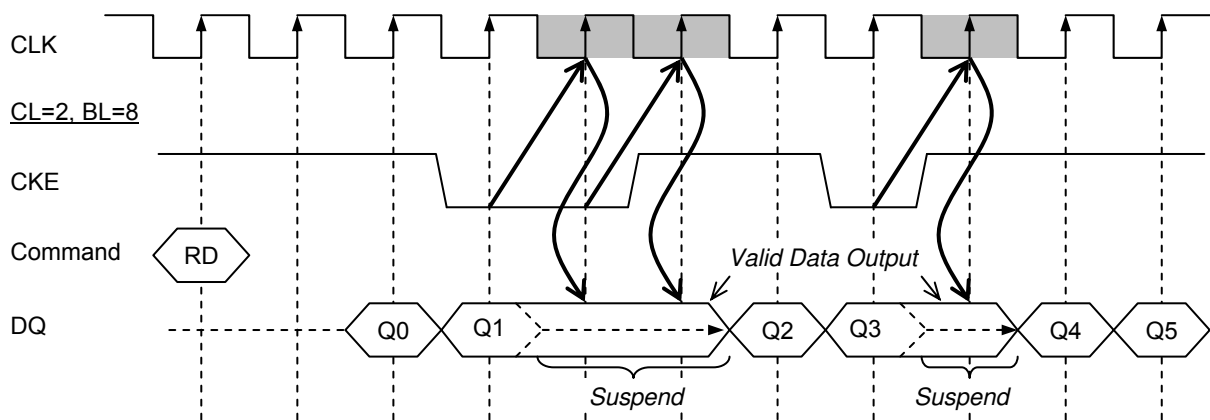 CLK
CL=2, BL=8
CKE
Command RD
Valid Data Output
DQ Q0 Q1 Q2 Q3 Q4 Q5
Suspend Suspend